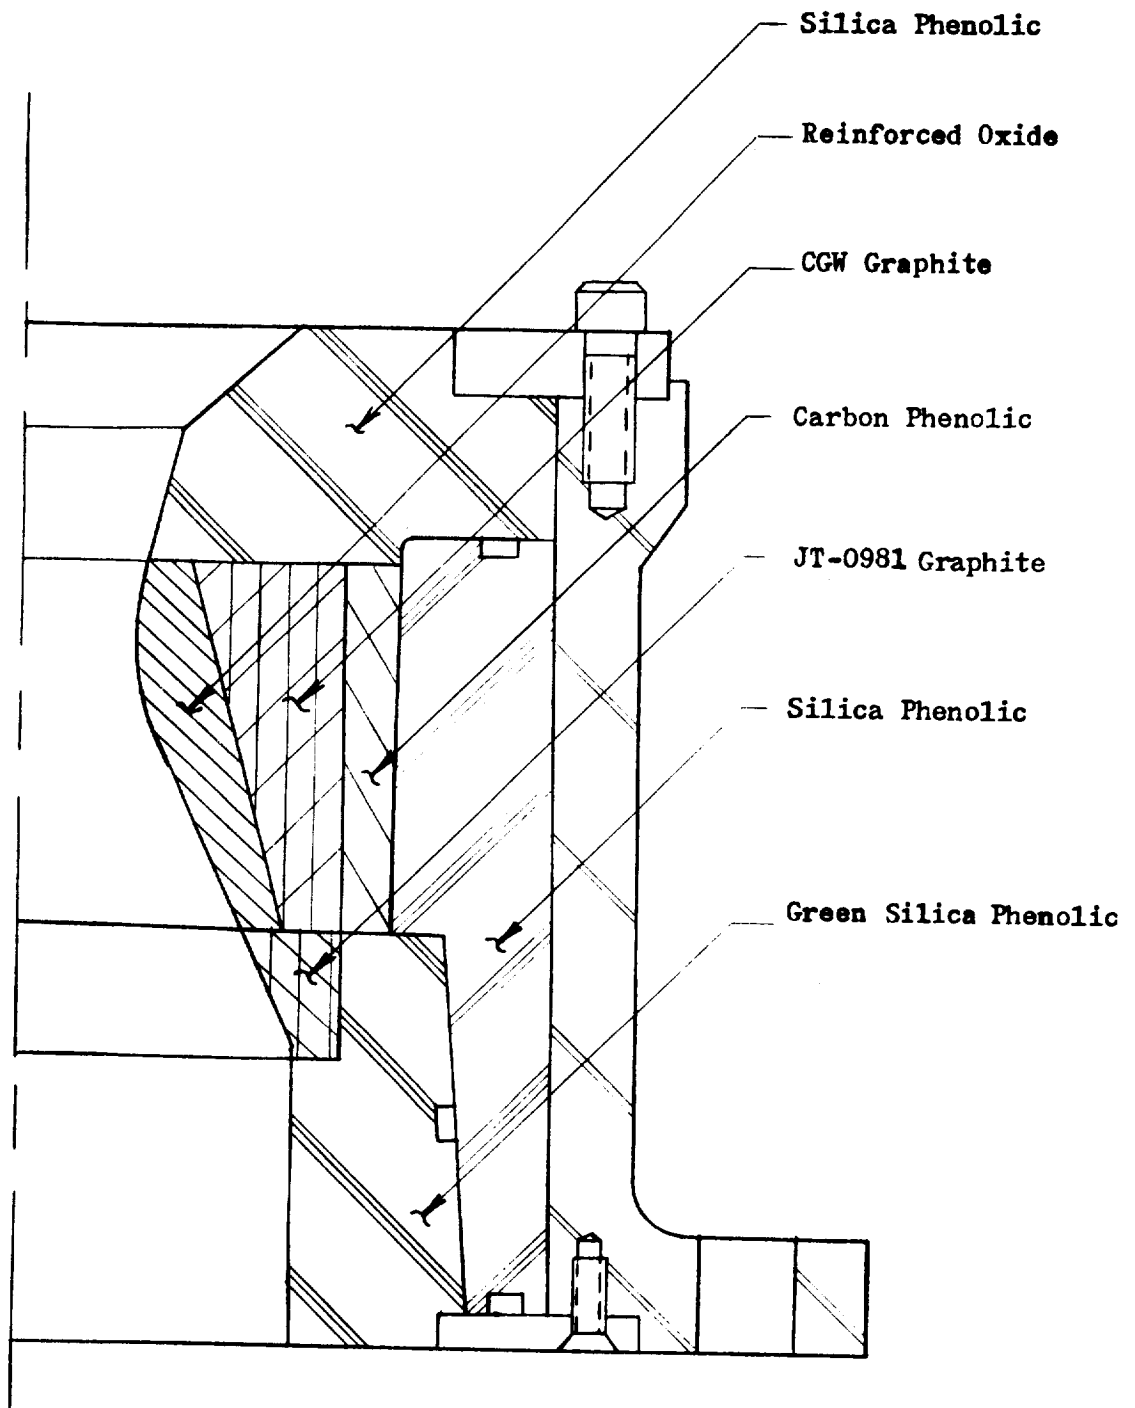 Silica Phenolic
Reinforced Oxide
CGW Graphite
Carbon Phenolic
JT-0981 Graphite
Silica Phenolic
Green Silica Phenolic